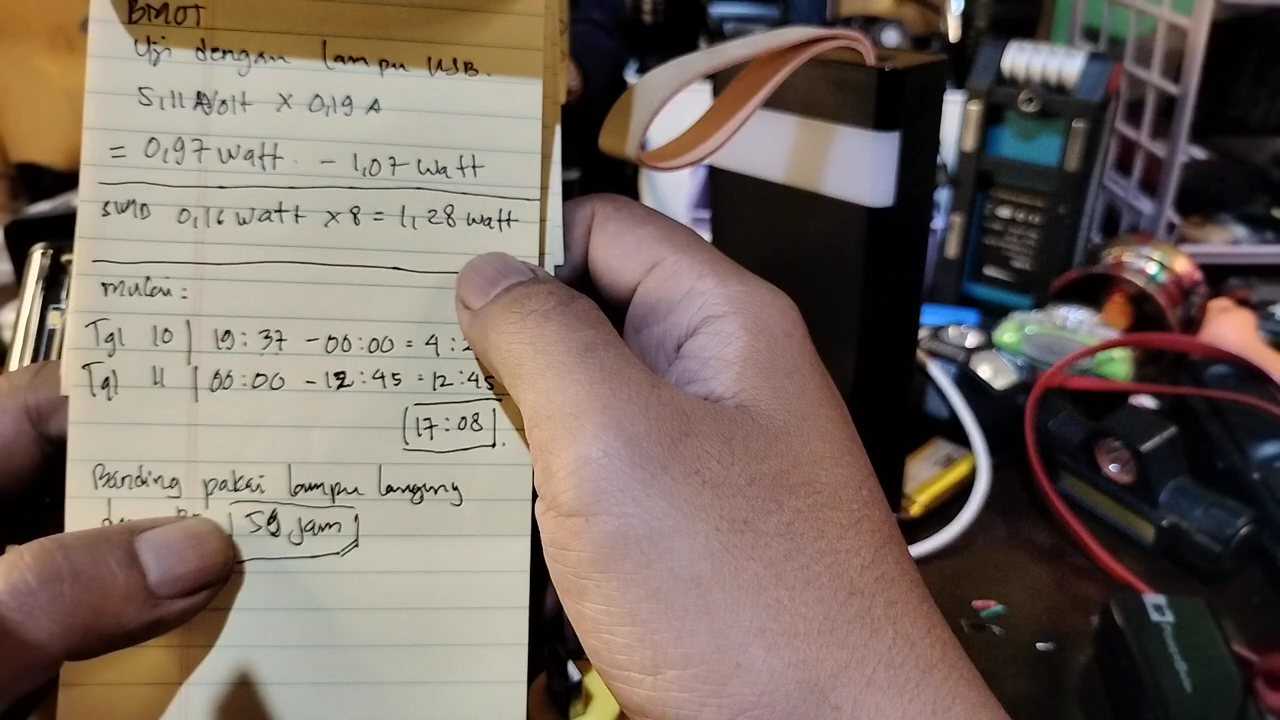 BMOT
Uji dengan lampu USB.
5,11 Volt × 0,19 A
= 0,97 watt - 1,07 watt
SMD 0,16 watt × 8 = 1,28 watt
Mulai:
Tgl 10 | 19:37 - 00:00 = 4:2
Tgl 11 | 00:00 - 12:45 = 12:45
17:08
Banding pakai lampu langsung
jam